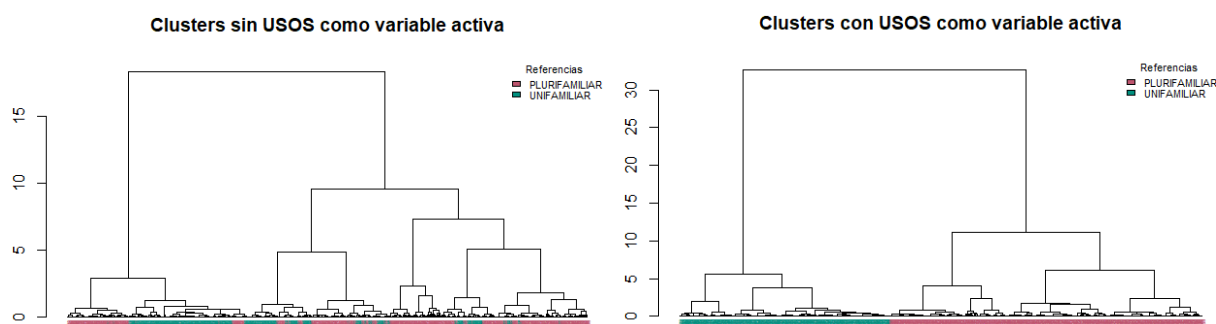 Clusters sin USOS como variable activa
Referencias
PLURIFAMILIAR
UNIFAMILIAR
15
10
5
0
Clusters con USOS como variable activa
Referencias
PLURIFAMILIAR
UNIFAMILIAR
30
25
20
15
10
5
0